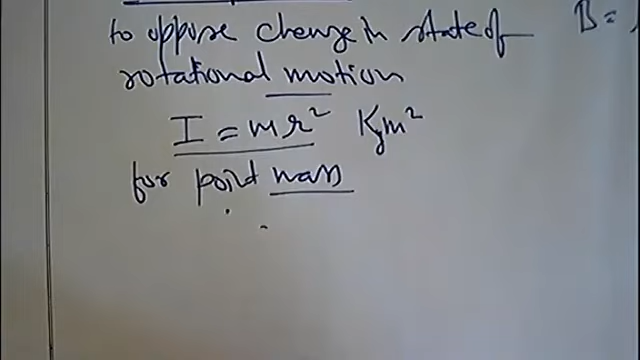 to oppose change in state of
rotational motion
I = mr² Kgm²
for point mass
B =